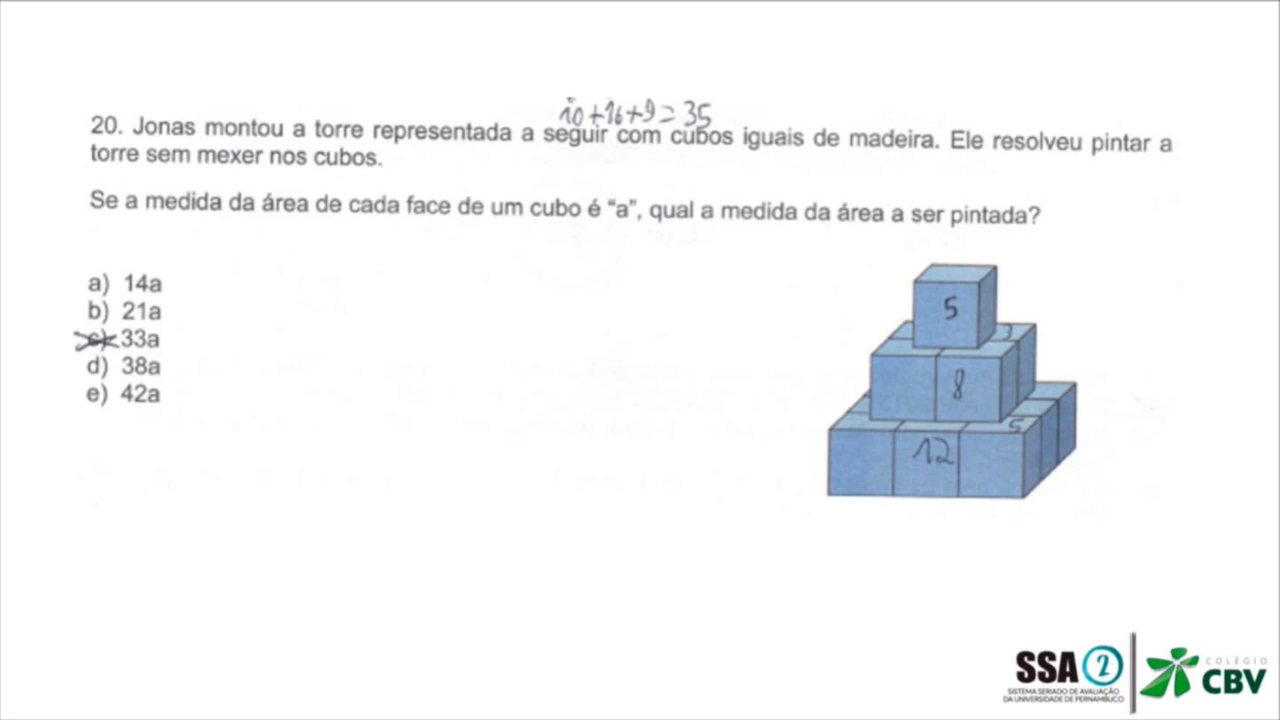 10+16+9=35
20. Jonas montou a torre representada a seguir com cubos iguais de madeira. Ele resolveu pintar a
torre sem mexer nos cubos.
Se a medida da área de cada face de um cubo é “a”, qual a medida da área a ser pintada?
a) 14a
b) 21a
c) 33a
d) 38a
e) 42a
5
3
8
5
12
SSA 2
SISTEMA SERIADO DE AVALIAÇÃO
DA UNIVERSIDADE DE PERNAMBUCO
COLÉGIO
CBV